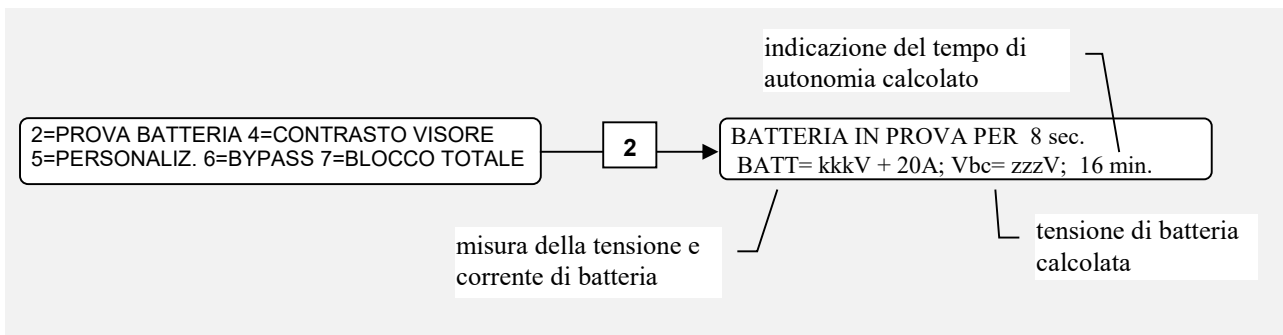 indicazione del tempo di
autonomia calcolato
2=PROVA BATTERIA 4=CONTRASTO VISORE
5=PERSONALIZ. 6=BYPASS 7=BLOCCO TOTALE
2
BATTERIA IN PROVA PER 8 sec.
BATT= kkkV + 20A; Vbc= zzzV; 16 min.
misura della tensione e
corrente di batteria
tensione di batteria
calcolata